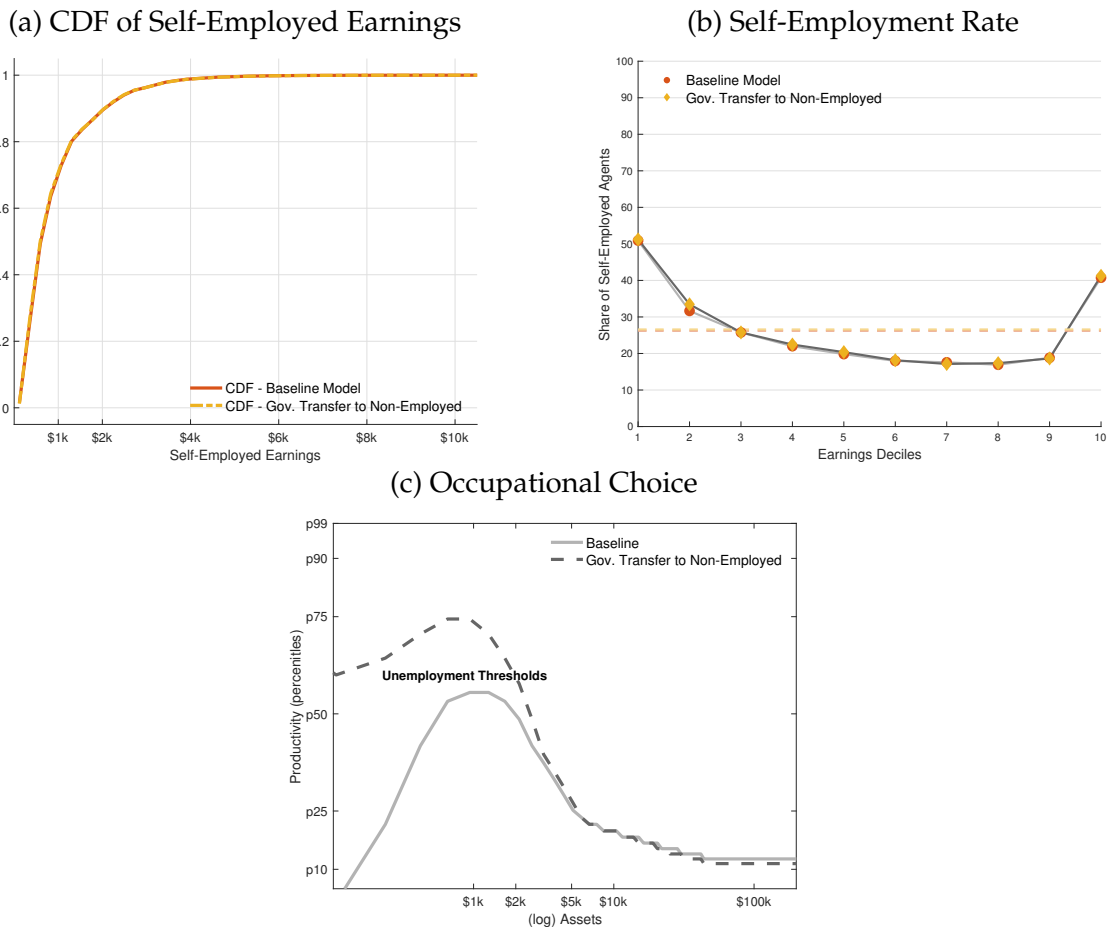 (a) CDF of Self-Employed Earnings
1
.8
.6
.4
.2
0
$1k $2k $4k $6k $8k $10k
Self-Employed Earnings
CDF - Baseline Model
CDF - Gov. Transfer to Non-Employed
(b) Self-Employment Rate
100
90
80
70
60
50
40
30
20
10
0
Share of Self-Employed Agents
1 2 3 4 5 6 7 8 9 10
Earnings Deciles
Baseline Model
Gov. Transfer to Non-Employed
(c) Occupational Choice
p99
p90
p75
p50
p25
p10
Productivity (percenitles)
Baseline
Gov. Transfer to Non-Employed
Unemployment Thresholds
$1k $2k $5k $10k $100k
(log) Assets